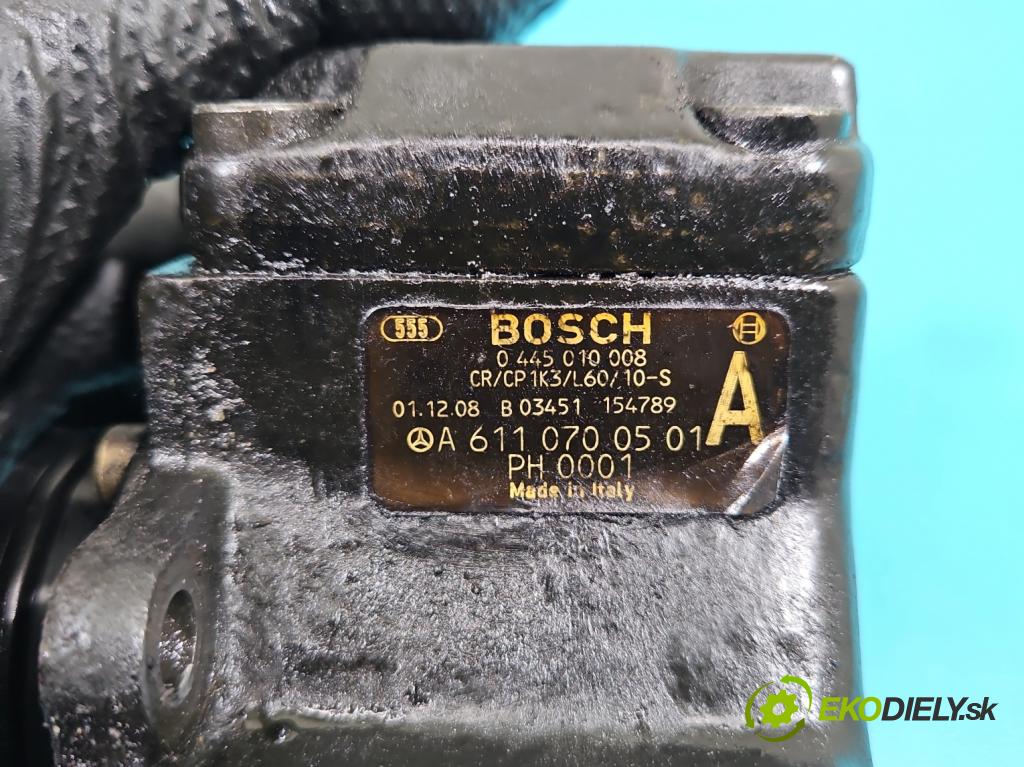 555 BOSCH
0 445 010 008
CR/CP1K3/L60/10-S
01.12.08 B 03451 154789
A
A 611 070 05 01
PH 0001
Made in Italy
EKODIELY.sk